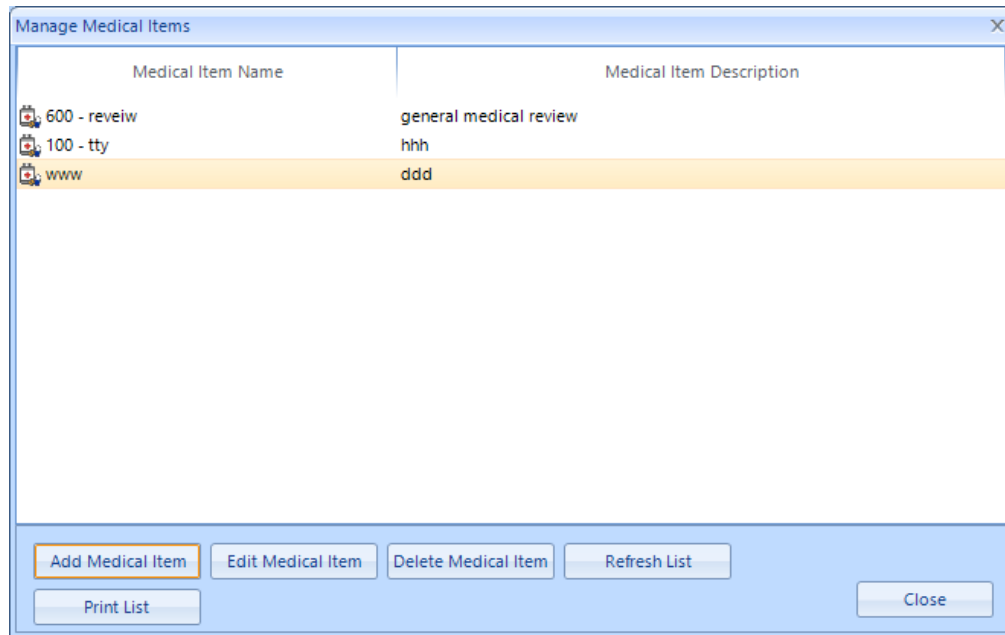 Manage Medical Items
Medical Item Name Medical Item Description
600 - reveiw general medical review
100 - tty hhh
www ddd
Add Medical Item Edit Medical Item Delete Medical Item Refresh List
Print List Close